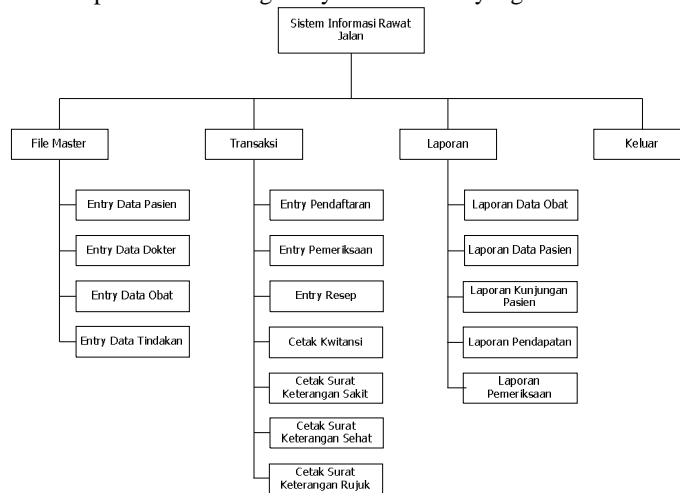 Sistem Informasi Rawat
Jalan
File Master
Transaksi
Laporan
Keluar
Entry Data Pasien
Entry Data Dokter
Entry Data Obat
Entry Data Tindakan
Entry Pendaftaran
Entry Pemeriksaan
Entry Resep
Cetak Kwitansi
Cetak Surat
Keterangan Sakit
Cetak Surat
Keterangan Sehat
Cetak Surat
Keterangan Rujuk
Laporan Data Obat
Laporan Data Pasien
Laporan Kunjungan
Pasien
Laporan Pendapatan
Laporan
Pemeriksaan